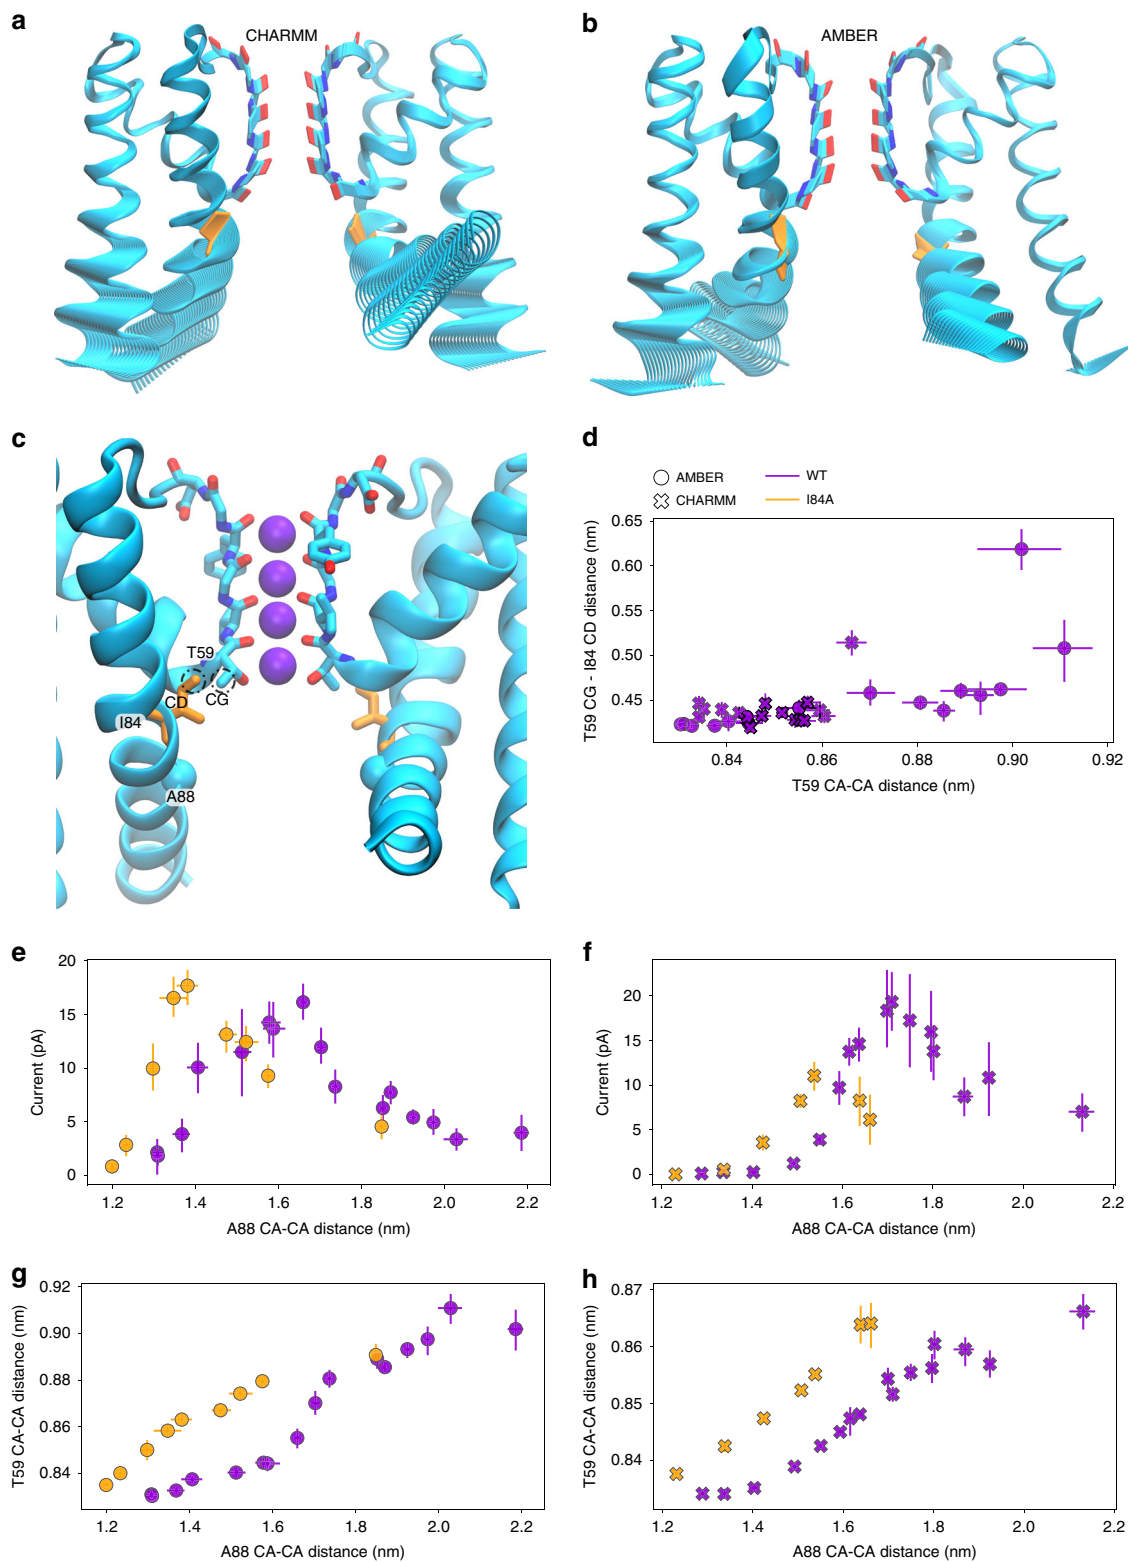 a
CHARMM
b
AMBER
c
T59
CD
CG
I84
A88
d
AMBER
WT
CHARMM
I84A
0.65
0.60
0.55
0.50
0.45
T59 CG - I84 CD distance (nm)
0.84
0.86
0.88
0.90
0.92
T59 CA-CA distance (nm)
e
20
15
10
5
0
Current (pA)
1.2
1.4
1.6
1.8
2.0
2.2
A88 CA-CA distance (nm)
f
20
15
10
5
0
1.2
1.4
1.6
1.8
2.0
2.2
A88 CA-CA distance (nm)
g
0.92
0.90
0.88
0.86
0.84
T59 CA-CA distance (nm)
1.2
1.4
1.6
1.8
2.0
2.2
A88 CA-CA distance (nm)
h
0.87
0.86
0.85
0.84
T59 CA-CA distance (nm)
1.2
1.4
1.6
1.8
2.0
2.2
A88 CA-CA distance (nm)